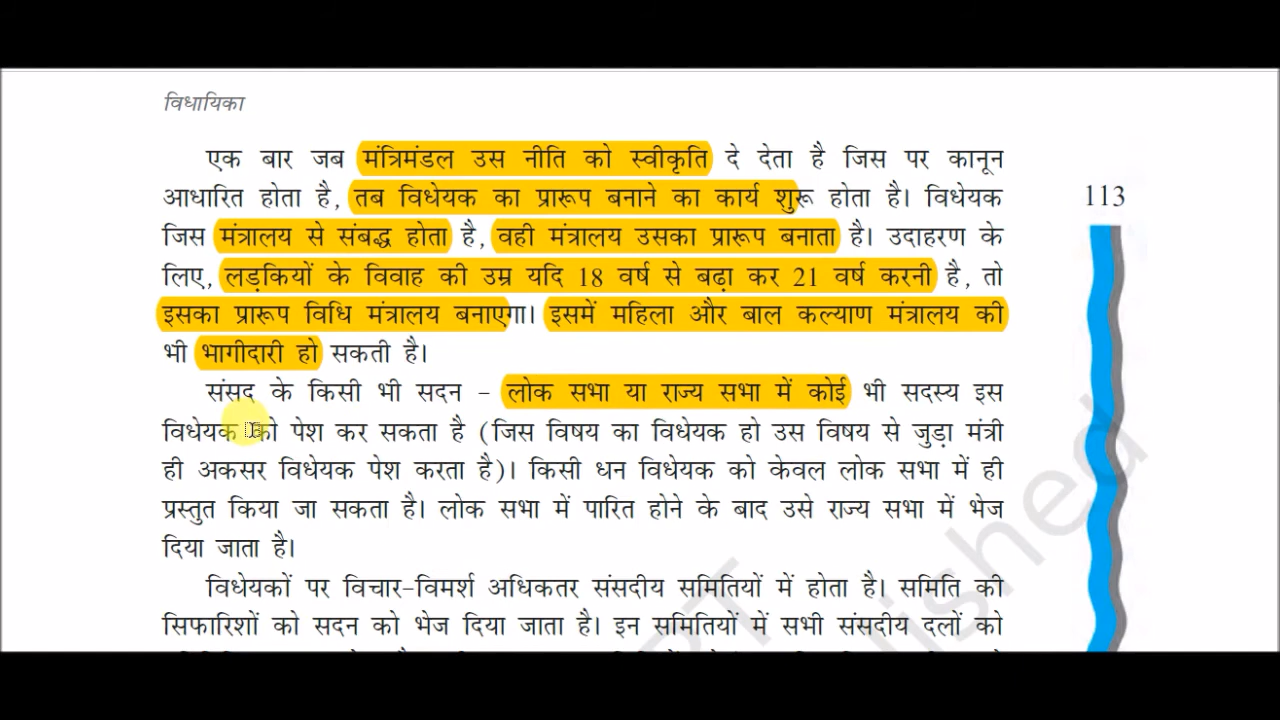 विधायिका
एक बार जब मंत्रिमंडल उस नीति को स्वीकृति दे देता है जिस पर कानून
आधारित होता है, तब विधेयक का प्रारूप बनाने का कार्य शुरू होता है। विधेयक
113
जिस मंत्रालय से संबद्ध होता है, वही मंत्रालय उसका प्रारूप बनाता है। उदाहरण के
लिए, लड़कियों के विवाह की उम्र यदि 18 वर्ष से बढ़ा कर 21 वर्ष करनी है, तो
इसका प्रारूप विधि मंत्रालय बनाएगा। इसमें महिला और बाल कल्याण मंत्रालय की
भी भागीदारी हो सकती है।
संसद के किसी भी सदन – लोक सभा या राज्य सभा में कोई भी सदस्य इस
विधेयक को पेश कर सकता है (जिस विषय का विधेयक हो उस विषय से जुड़ा मंत्री
ही अकसर विधेयक पेश करता है)। किसी धन विधेयक को केवल लोक सभा में ही
प्रस्तुत किया जा सकता है। लोक सभा में पारित होने के बाद उसे राज्य सभा में भेज
दिया जाता है।
विधेयकों पर विचार-विमर्श अधिकतर संसदीय समितियों में होता है। समिति की
सिफारिशों को सदन को भेज दिया जाता है। इन समितियों में सभी संसदीय दलों को